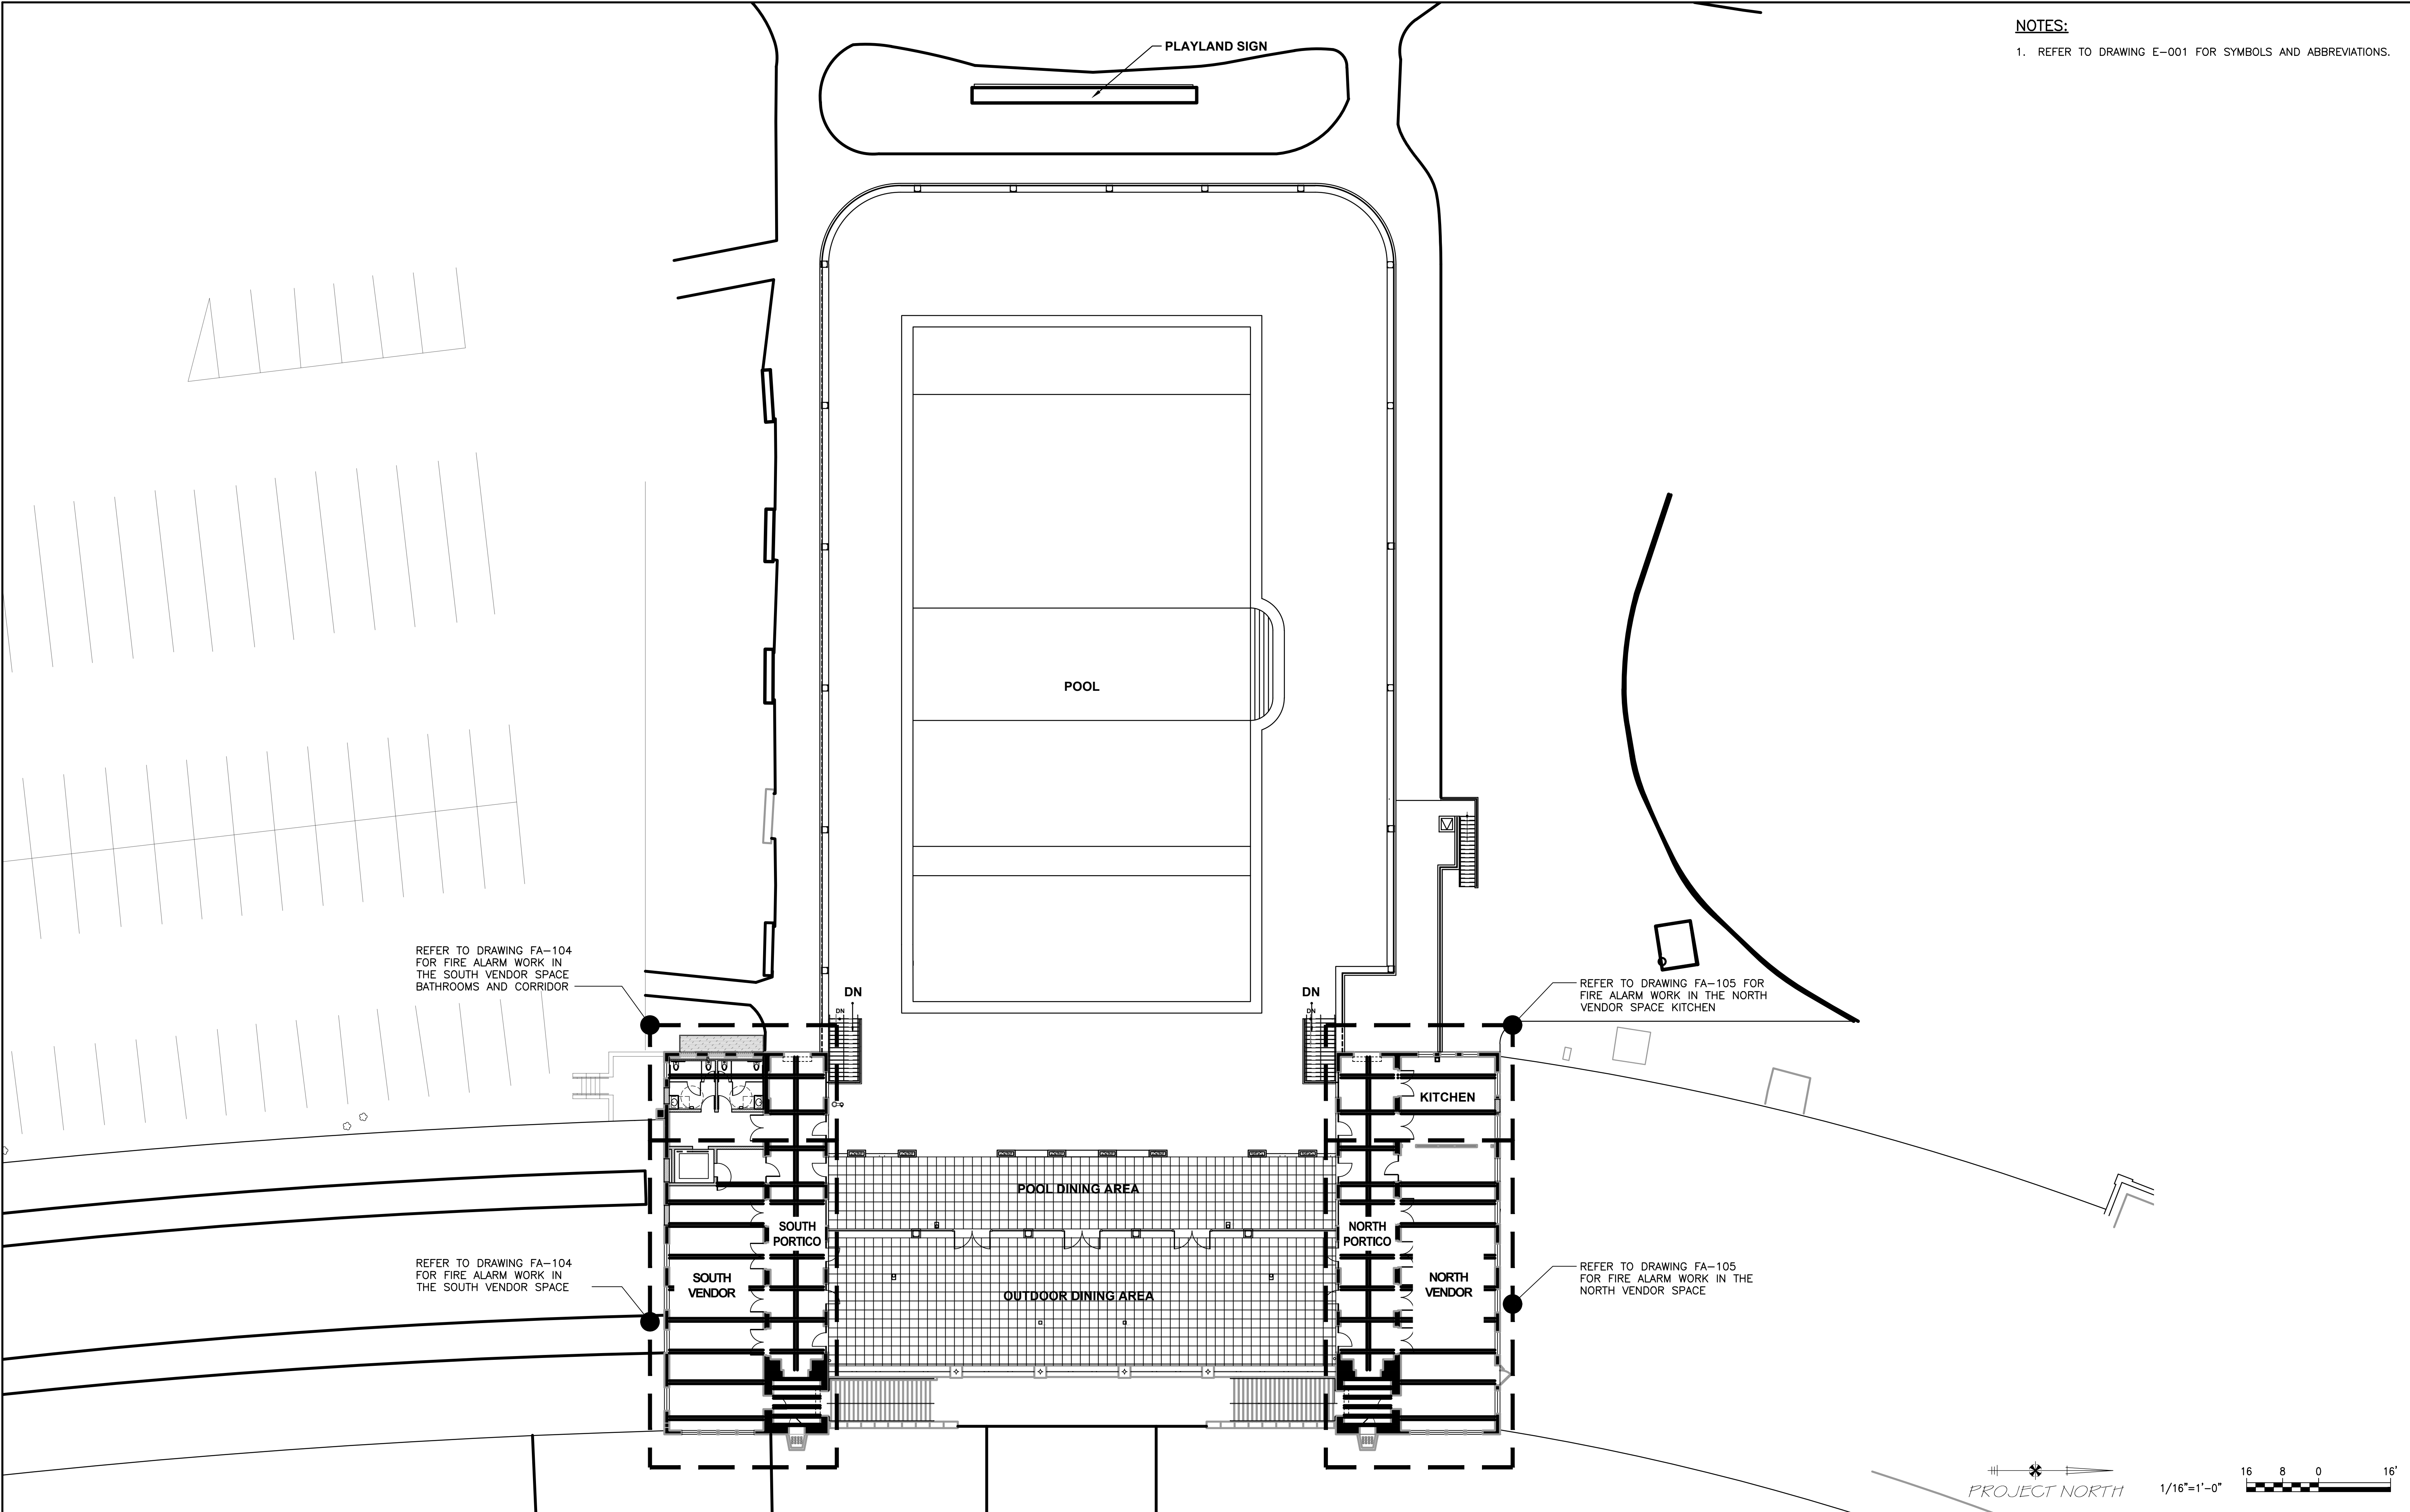 NOTES:
1. REFER TO DRAWING E-001 FOR SYMBOLS AND ABBREVIATIONS.
PLAYLAND SIGN
POOL
REFER TO DRAWING FA-104
FOR FIRE ALARM WORK IN
THE SOUTH VENDOR SPACE
BATHROOMS AND CORRIDOR
REFER TO DRAWING FA-105 FOR
FIRE ALARM WORK IN THE NORTH
VENDOR SPACE KITCHEN
DN
DN
DN
DN
KITCHEN
POOL DINING AREA
SOUTH
PORTICO
NORTH
PORTICO
REFER TO DRAWING FA-104
FOR FIRE ALARM WORK IN
THE SOUTH VENDOR SPACE
SOUTH
VENDOR
OUTDOOR DINING AREA
NORTH
VENDOR
REFER TO DRAWING FA-105
FOR FIRE ALARM WORK IN THE
NORTH VENDOR SPACE
PROJECT NORTH
1/16"=1'-0"
16 8 0 16'